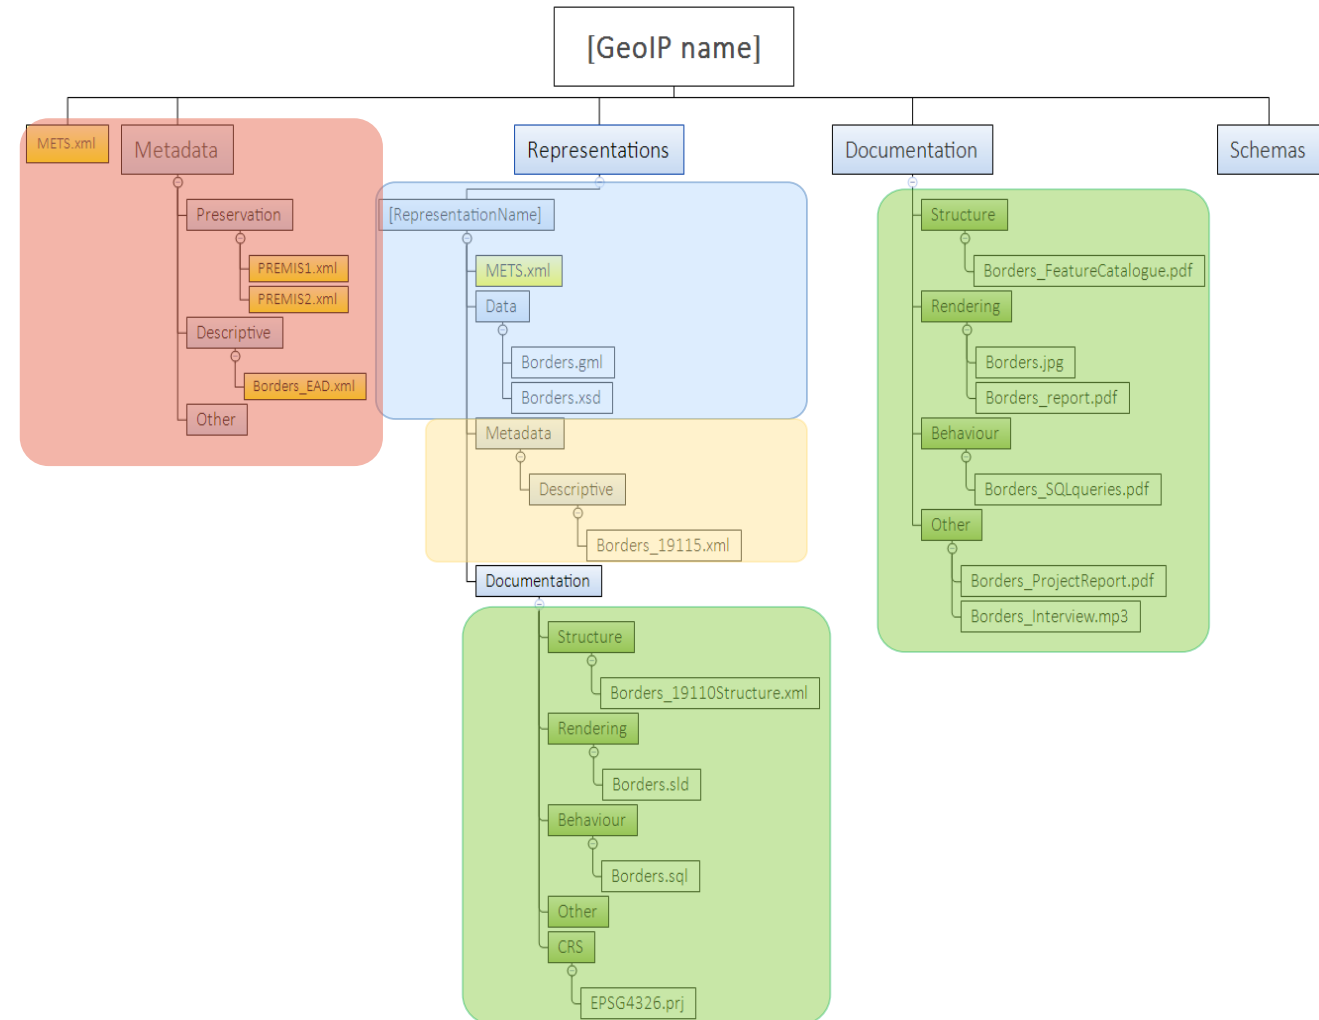 [GeoIP name]
METS.xml
Metadata
Preservation
PREMIS1.xml
PREMIS2.xml
Descriptive
Borders_EAD.xml
Other
Representations
[RepresentationName]
METS.xml
Data
Borders.gml
Borders.xsd
Metadata
Descriptive
Borders_19115.xml
Documentation
Structure
Borders_19110Structure.xml
Rendering
Borders.sld
Behaviour
Borders.sql
Other
CRS
EPSG4326.prj
Documentation
Structure
Borders_FeatureCatalogue.pdf
Rendering
Borders.jpg
Borders_report.pdf
Behaviour
Borders_SQLqueries.pdf
Other
Borders_ProjectReport.pdf
Borders_Interview.mp3
Schemas